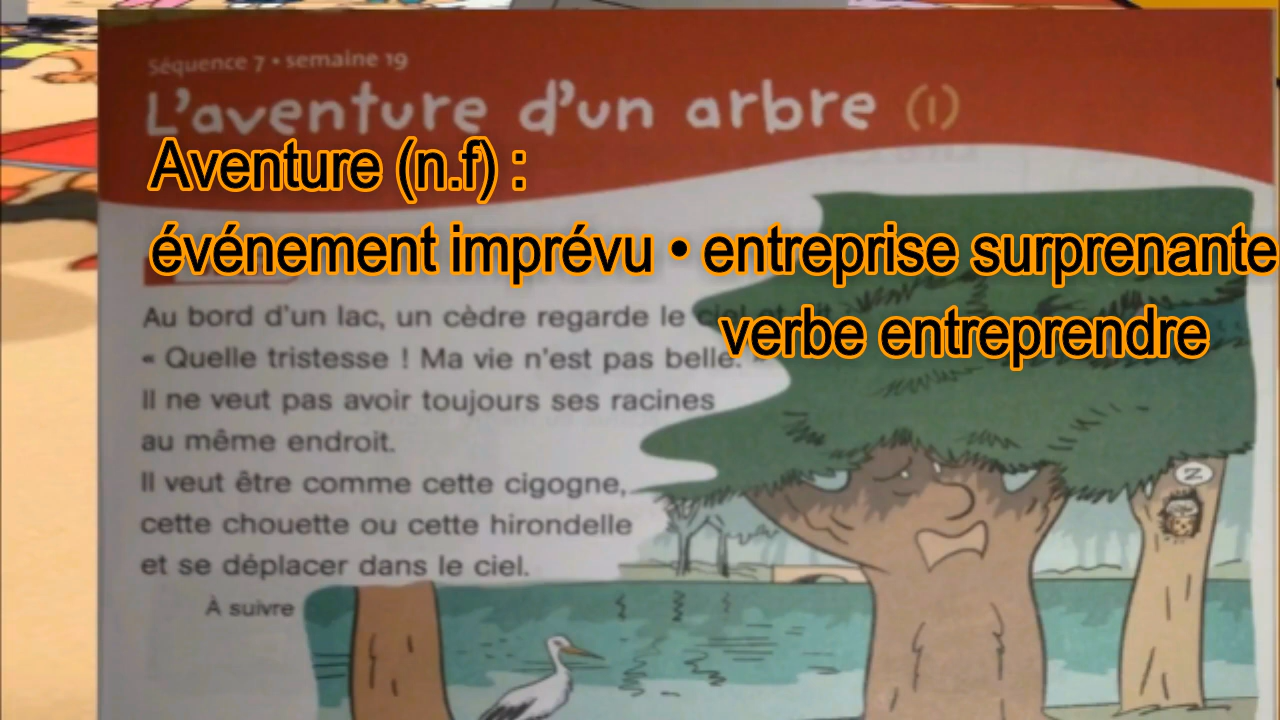 Séquence 7 • semaine 19
L'aventure d'un arbre (1)
Aventure (n.f) :
événement imprévu • entreprise surprenante
verbe entreprendre
Au bord d'un lac, un cèdre regarde le
« Quelle tristesse ! Ma vie n'est pas belle.
Il ne veut pas avoir toujours ses racines
au même endroit.
Il veut être comme cette cigogne,
cette chouette ou cette hirondelle
et se déplacer dans le ciel.
À suivre
Z